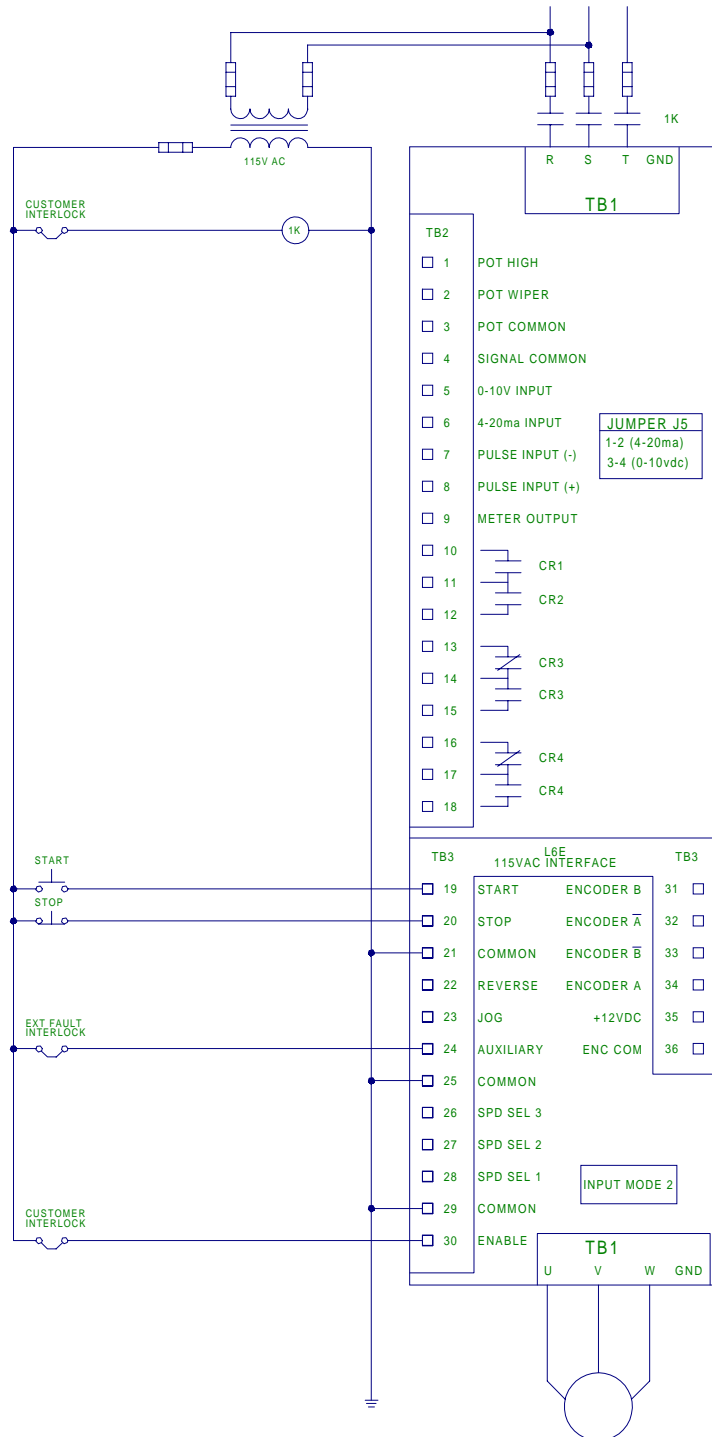 1K
115V AC
R S T GND
TB1
CUSTOMER
INTERLOCK
1K
TB2
1 POT HIGH
2 POT WIPER
3 POT COMMON
4 SIGNAL COMMON
5 0-10V INPUT
6 4-20ma INPUT
7 PULSE INPUT (-)
8 PULSE INPUT (+)
9 METER OUTPUT
JUMPER J5
1-2 (4-20ma)
3-4 (0-10vdc)
10
CR1
11
CR2
12
13
CR3
14
CR3
15
16
CR4
17
CR4
18
TB3
L6E
115VAC INTERFACE
TB3
START
19 START ENCODER B 31
STOP
20 STOP ENCODER A̅ 32
21 COMMON ENCODER B̅ 33
22 REVERSE ENCODER A 34
23 JOG +12VDC 35
EXT FAULT
INTERLOCK
24 AUXILIARY ENC COM 36
25 COMMON
26 SPD SEL 3
27 SPD SEL 2
28 SPD SEL 1
INPUT MODE 2
29 COMMON
CUSTOMER
INTERLOCK
30 ENABLE
TB1
U V W GND